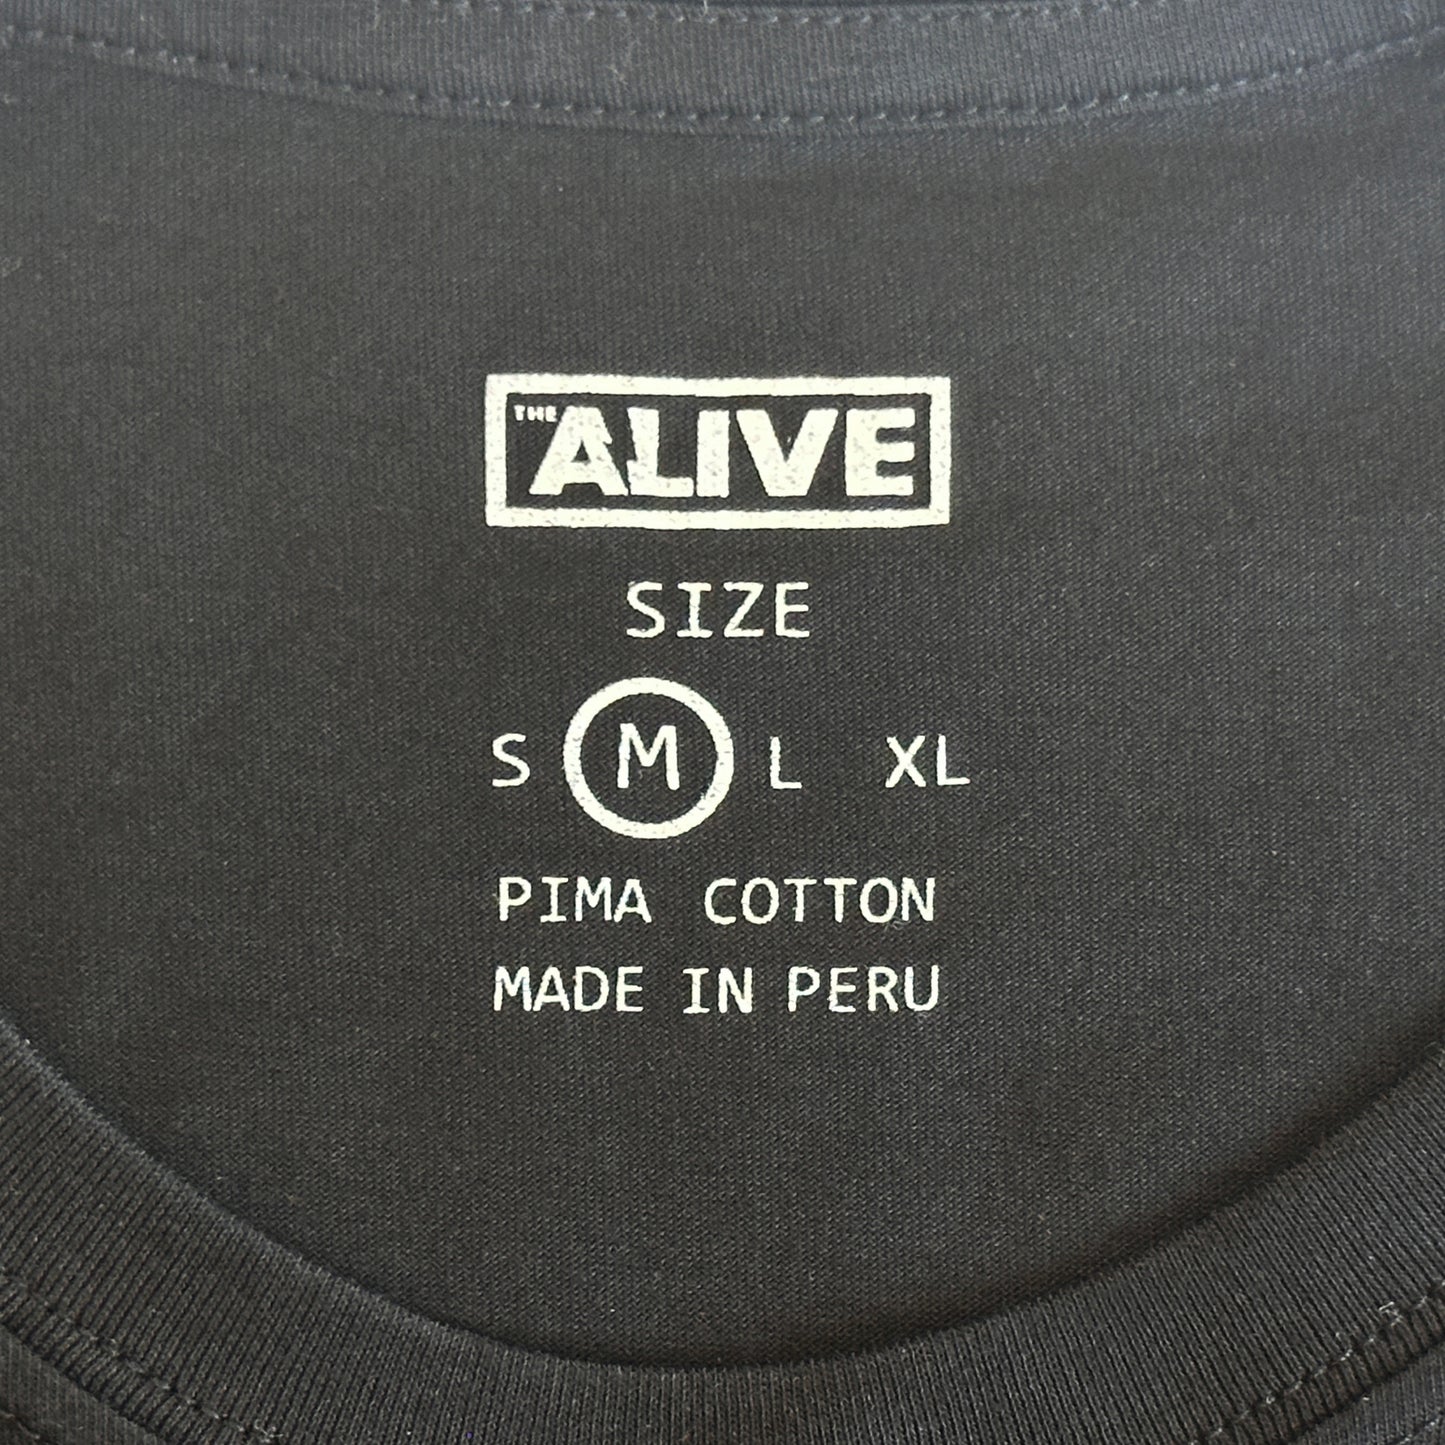 THE ALIVE
SIZE
S M L XL
PIMA COTTON
MADE IN PERU